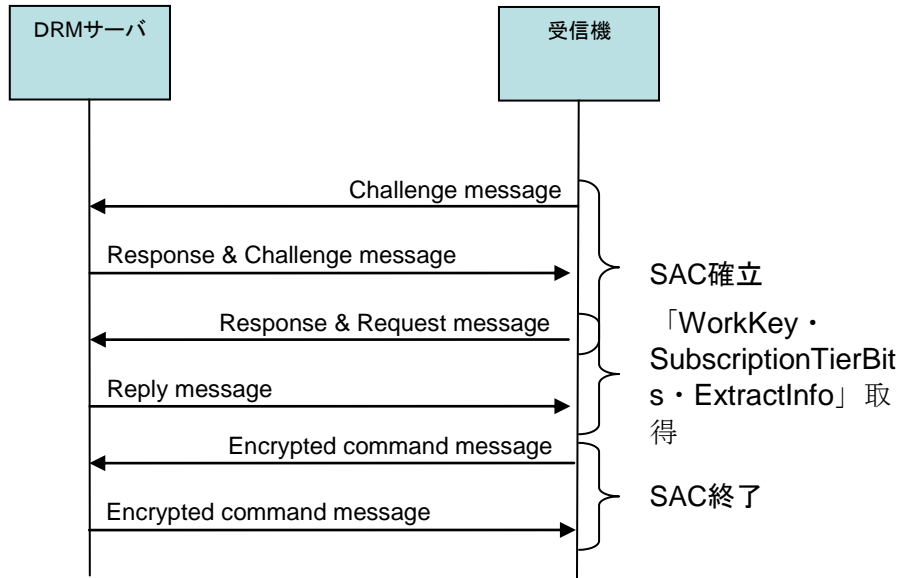 DRMサーバ
受信機
Challenge message
Response & Challenge message
SAC確立
Response & Request message
「WorkKey・
SubscriptionTierBit
s・ExtractInfo」取
得
Reply message
Encrypted command message
SAC終了
Encrypted command message